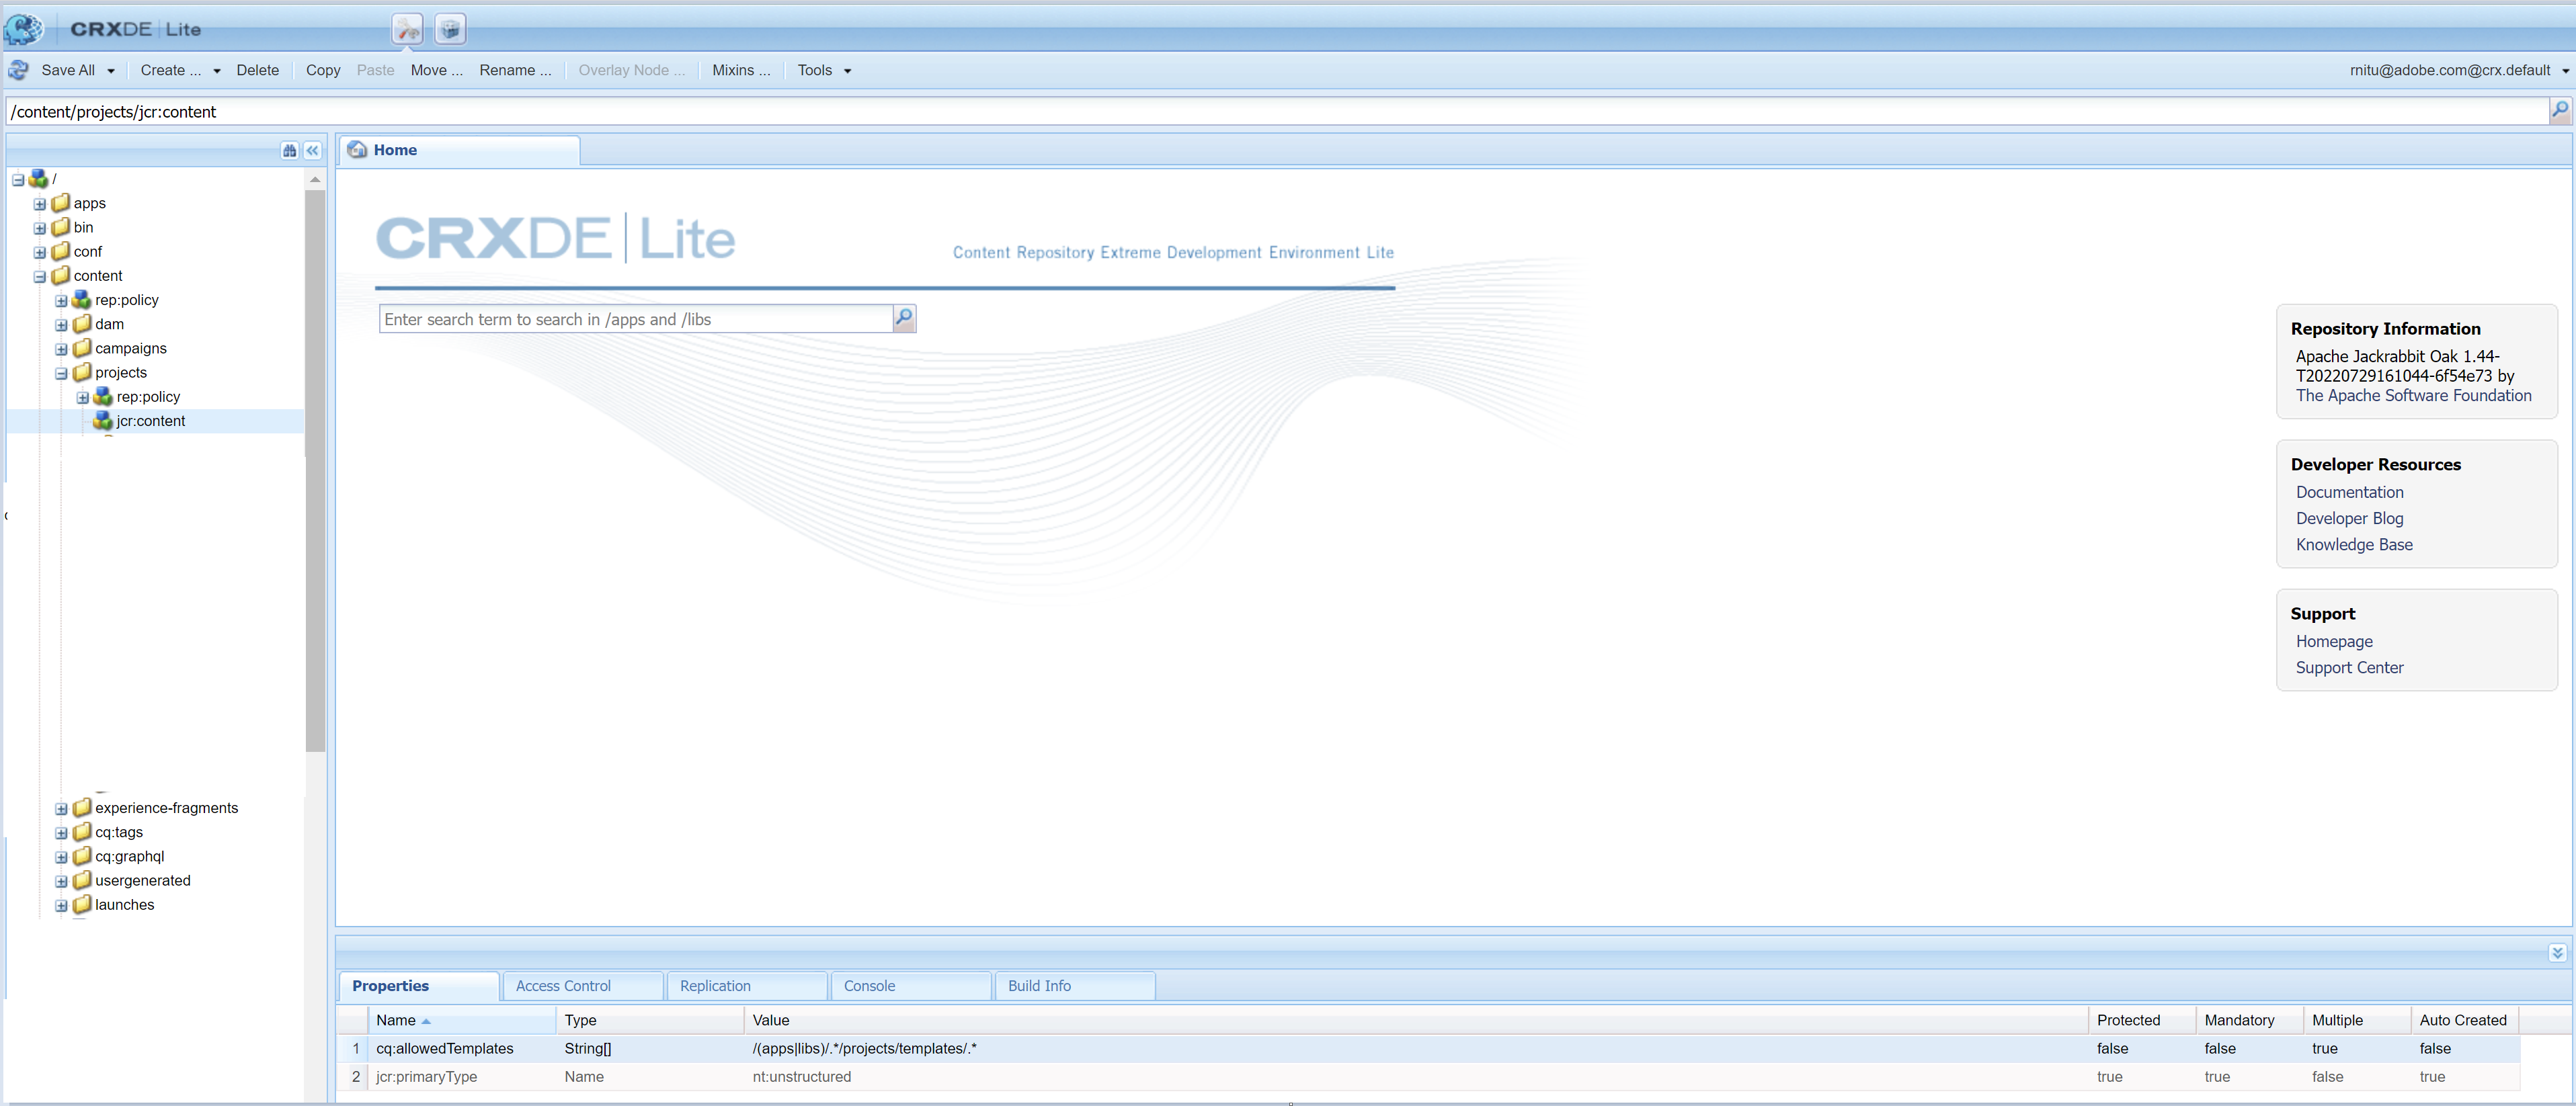 CRXDE | Lite
Save All Create ... Delete Copy Paste Move ... Rename ... Overlay Node ... Mixins ... Tools rnitu@adobe.com@crx.default
/content/projects/jcr:content
/
apps
bin
conf
content
rep:policy
dam
campaigns
projects
rep:policy
jcr:content
experience-fragments
cq:tags
cq:graphql
usergenerated
launches
Home
CRXDE | Lite
Content Repository Extreme Development Environment Lite
Enter search term to search in /apps and /libs
Repository Information
Apache Jackrabbit Oak 1.44-
T20220729161044-6f54e73 by
The Apache Software Foundation
Developer Resources
Documentation
Developer Blog
Knowledge Base
Support
Homepage
Support Center
Properties Access Control Replication Console Build Info
Name Type Value Protected Mandatory Multiple Auto Created
1 cq:allowedTemplates String[] /(apps|libs)/.*/projects/templates/.* false false true false
2 jcr:primaryType Name nt:unstructured true true false true